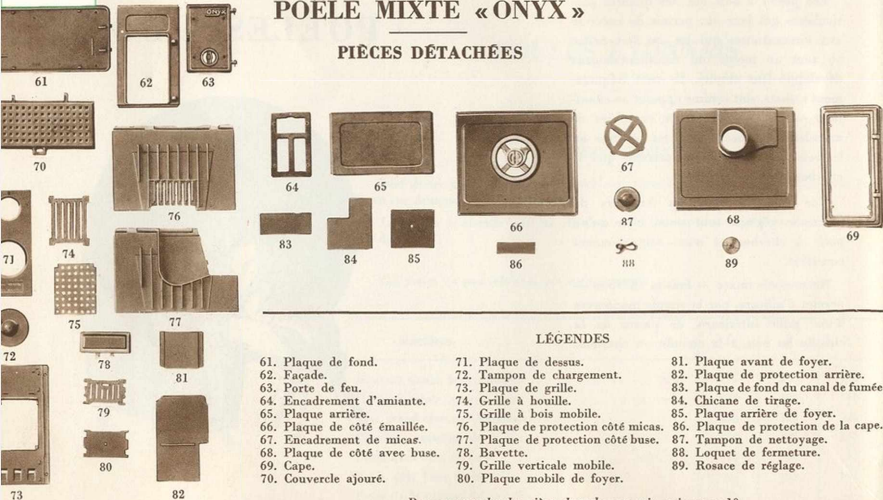 POÊLE MIXTE « ONYX »
PIÈCES DÉTACHÉES
ONYX
61
62
63
70
64
65
66
67
68
69
76
71
74
83
84
85
86
87
88
89
75
77
72
78
81
79
80
73
82
LÉGENDES
61. Plaque de fond.
62. Façade.
63. Porte de feu.
64. Encadrement d'amiante.
65. Plaque arrière.
66. Plaque de côté émaillée.
67. Encadrement de micas.
68. Plaque de côté avec buse.
69. Cape.
70. Couvercle ajouré.
71. Plaque de dessus.
72. Tampon de chargement.
73. Plaque de grille.
74. Grille à houille.
75. Grille à bois mobile.
76. Plaque de protection côté micas.
77. Plaque de protection côté buse.
78. Bavette.
79. Grille verticale mobile.
80. Plaque mobile de foyer.
81. Plaque avant de foyer.
82. Plaque de protection arrière.
83. Plaque de fond du canal de fumée
84. Chicane de tirage.
85. Plaque arrière de foyer.
86. Plaque de protection de la cape.
87. Tampon de nettoyage.
88. Loquet de fermeture.
89. Rosace de réglage.